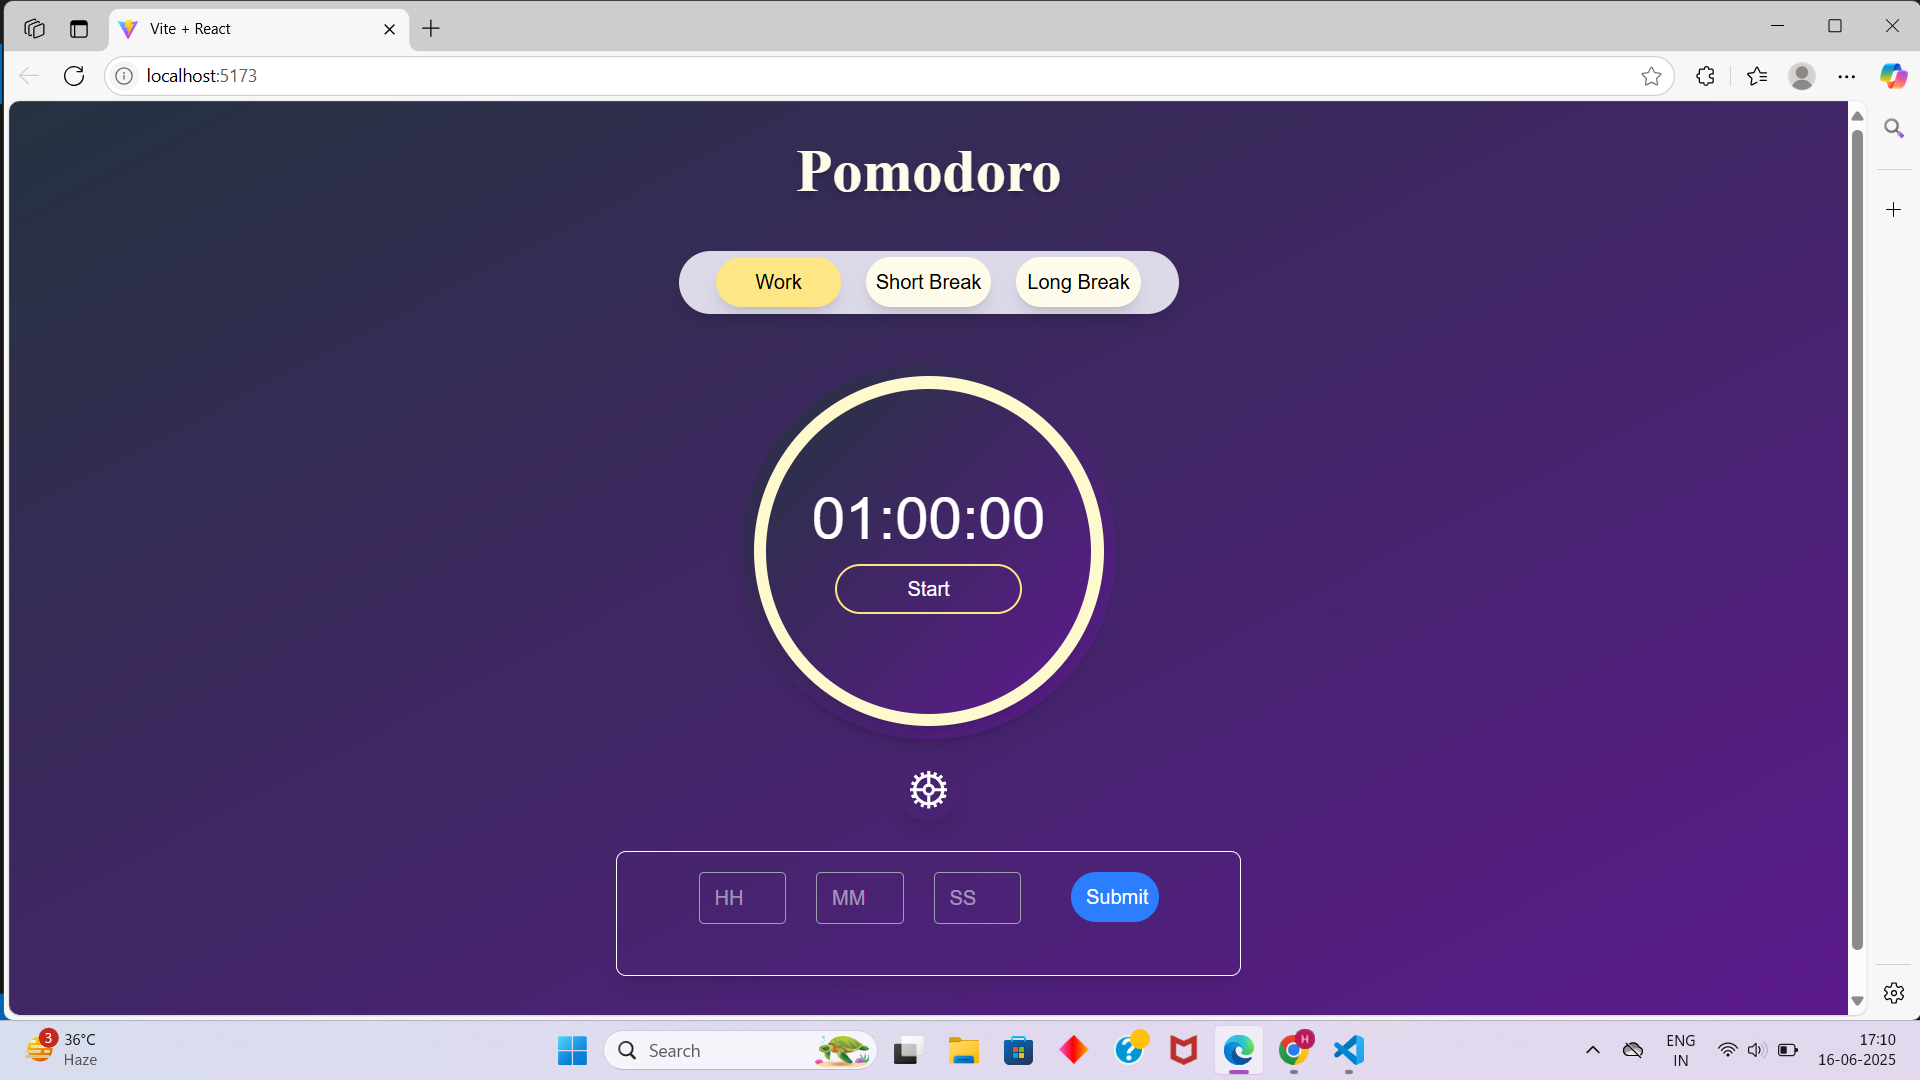 Vite + React
localhost:5173
Pomodoro
Work Short Break Long Break
01:00:00
Start
HH MM SS Submit
3 36°C
Haze
Search
H
ENG
IN
17:10
16-06-2025